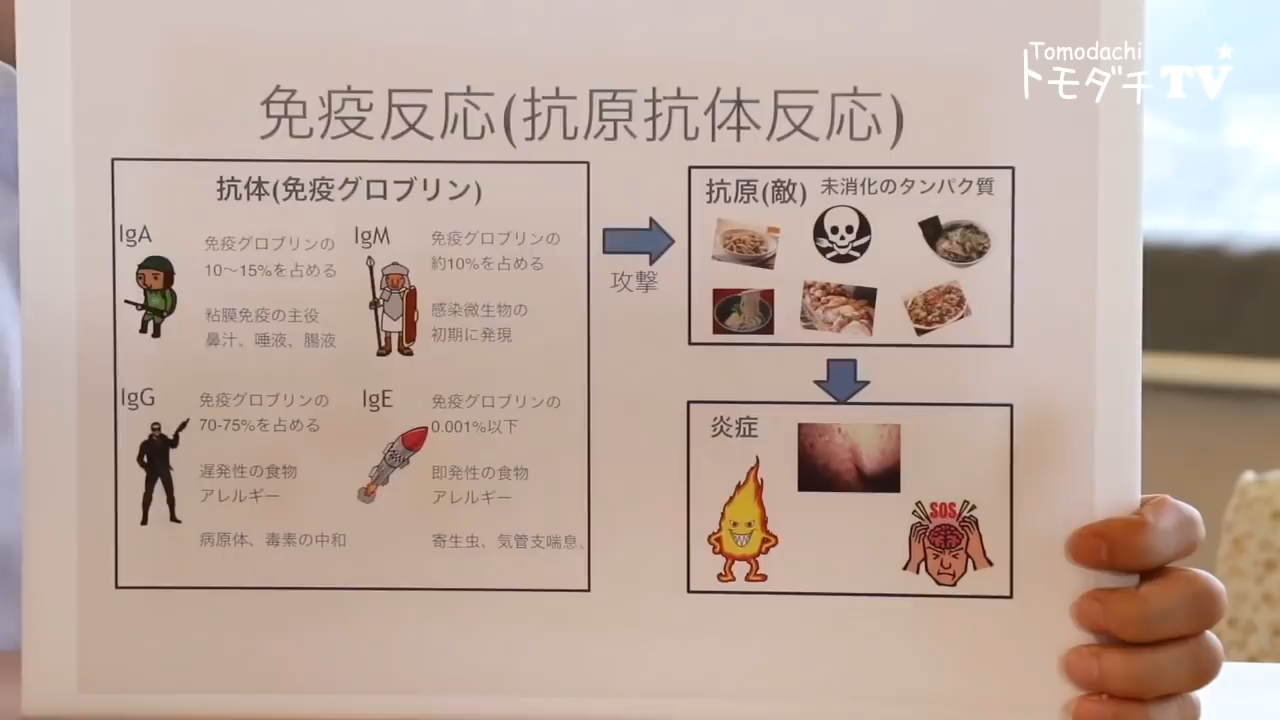 Tomodachi
トモダチTV
免疫反応(抗原抗体反応)
抗体(免疫グロブリン)
IgA
免疫グロブリンの
10～15%を占める
粘膜免疫の主役
鼻汁、唾液、腸液
IgM
免疫グロブリンの
約10%を占める
感染微生物の
初期に発現
IgG
免疫グロブリンの
70-75%を占める
遅発性の食物
アレルギー
病原体、毒素の中和
IgE
免疫グロブリンの
0.001%以下
即発性の食物
アレルギー
寄生虫、気管支喘息、
攻撃
抗原(敵) 未消化のタンパク質
炎症
SOS